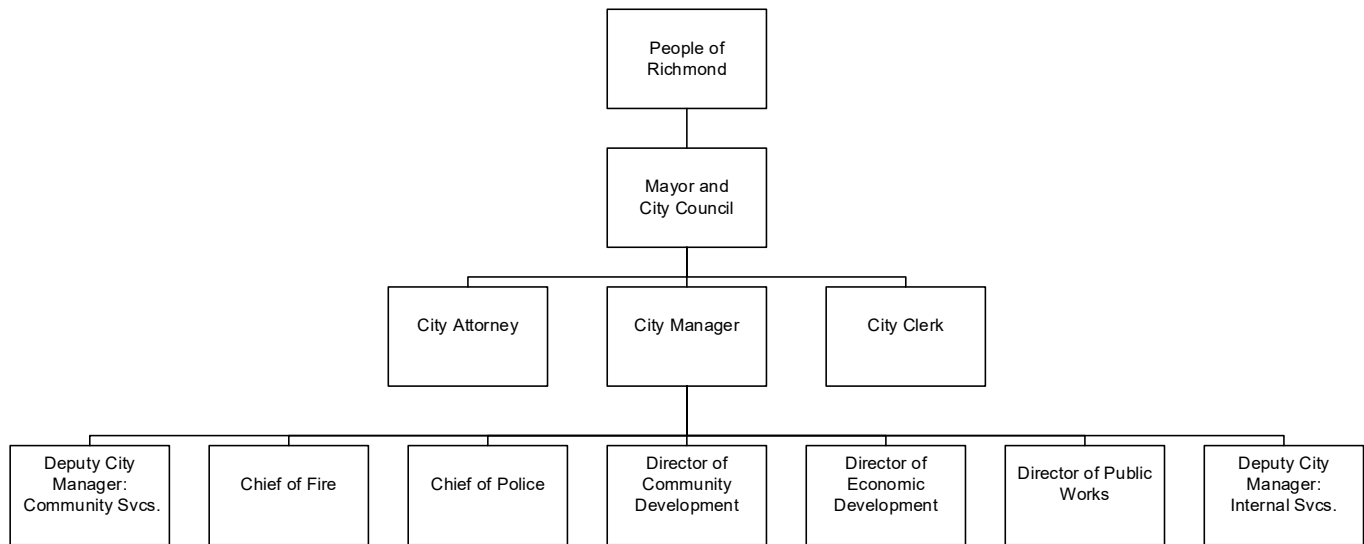 People of
Richmond
Mayor and
City Council
City Attorney
City Manager
City Clerk
Deputy City
Manager:
Community Svcs.
Chief of Fire
Chief of Police
Director of
Community
Development
Director of
Economic
Development
Director of Public
Works
Deputy City
Manager:
Internal Svcs.